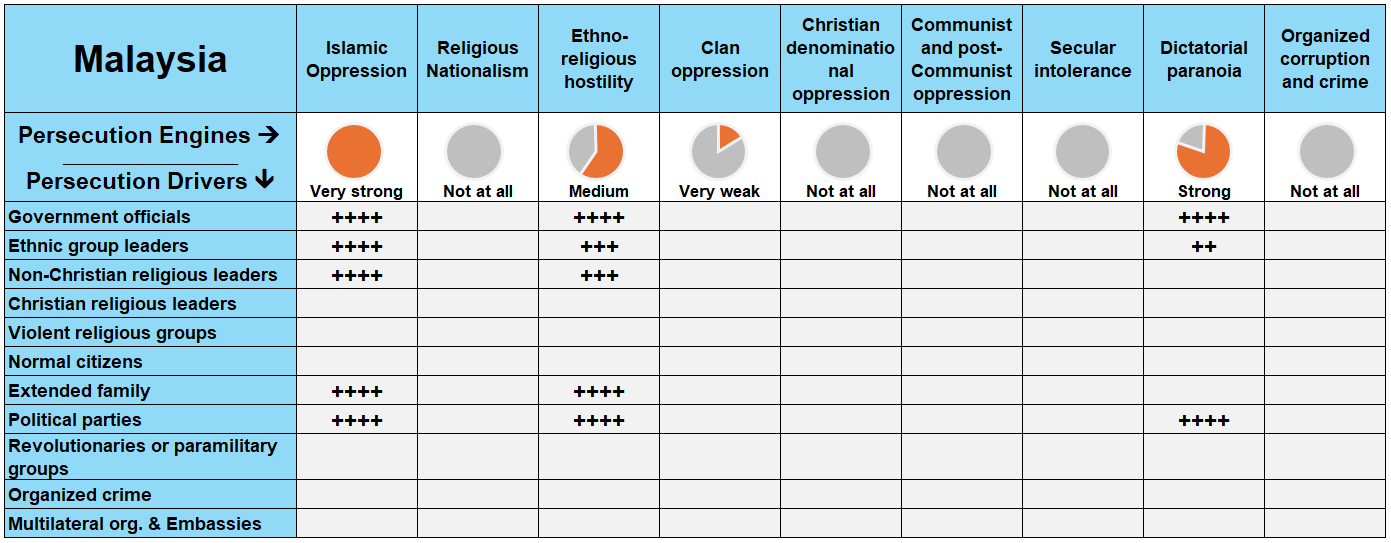 Malaysia
Islamic
Oppression
Religious
Nationalism
Ethno-
religious
hostility
Clan
oppression
Christian
denominatio
nal
oppression
Communist
and post-
Communist
oppression
Secular
intolerance
Dictatorial
paranoia
Organized
corruption
and crime
Persecution Engines →
Persecution Drivers ↓
Very strong
Not at all
Medium
Very weak
Not at all
Not at all
Not at all
Strong
Not at all
Government officials ++++ ++++ ++++
Ethnic group leaders ++++ +++ ++
Non-Christian religious leaders ++++ +++
Christian religious leaders
Violent religious groups
Normal citizens
Extended family ++++ ++++
Political parties ++++ ++++ ++++
Revolutionaries or paramilitary
groups
Organized crime
Multilateral org. & Embassies